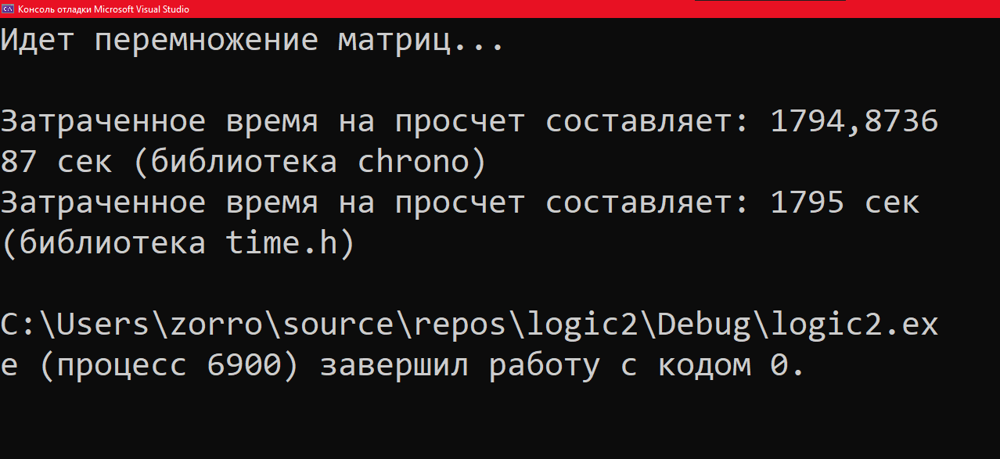 Консоль отладки Microsoft Visual Studio
Идет перемножение матриц...
Затраченное время на просчет составляет: 1794,8736
87 сек (библиотека chrono)
Затраченное время на просчет составляет: 1795 сек
(библиотека time.h)
C:\Users\zorro\source\repos\logic2\Debug\logic2.ex
e (процесс 6900) завершил работу с кодом 0.